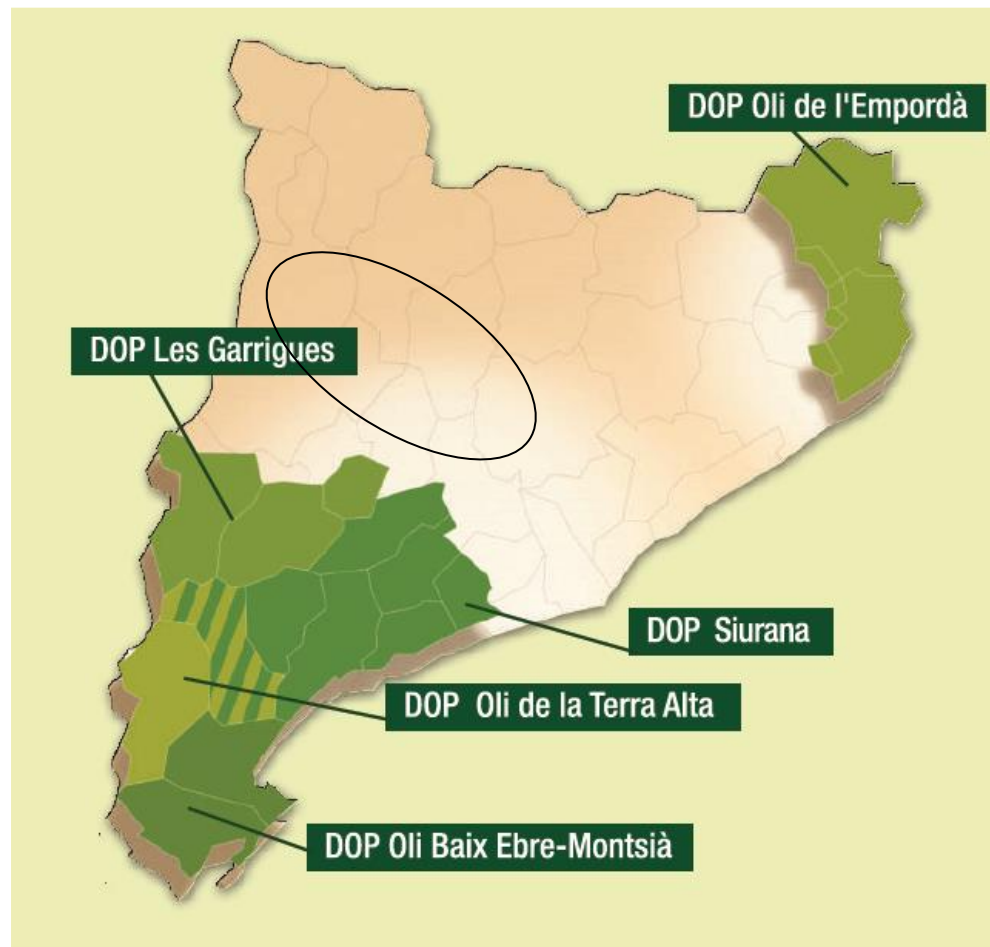 DOP Oli de l'Empordà
DOP Les Garrigues
DOP Siurana
DOP Oli de la Terra Alta
DOP Oli Baix Ebre-Montsià